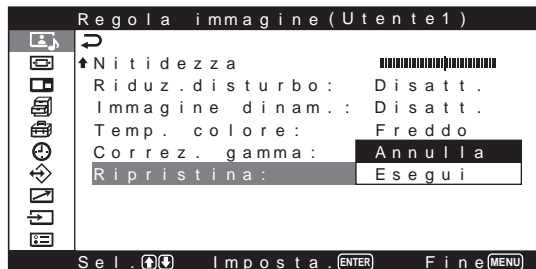 Regola immagine(Utente1)
Nitidezza
Riduz.disturbo: Disatt.
Immagine dinam.: Disatt.
Temp. colore: Freddo
Correz. gamma: Annulla
Ripristina: Esegui
Sel. Imposta. ENTER Fine MENU